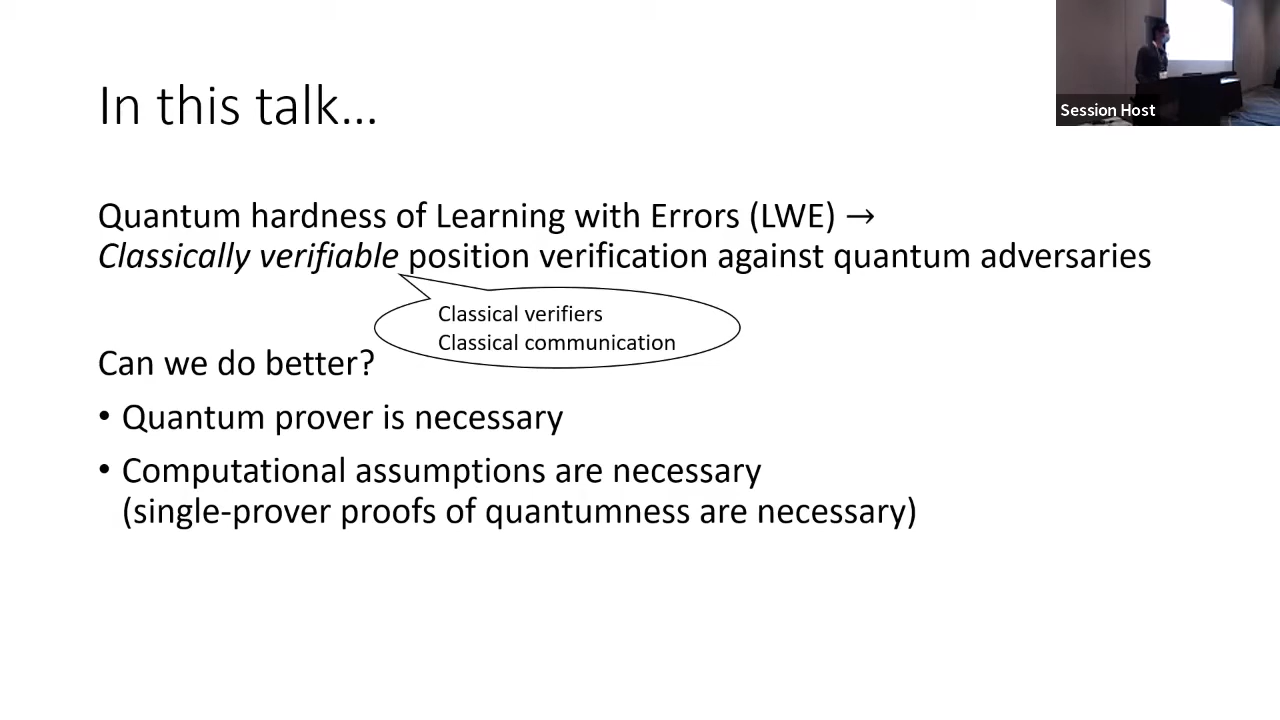 In this talk...
Session Host
Quantum hardness of Learning with Errors (LWE) →
Classically verifiable position verification against quantum adversaries
Classical verifiers
Classical communication
Can we do better?
• Quantum prover is necessary
• Computational assumptions are necessary
(single-prover proofs of quantumness are necessary)